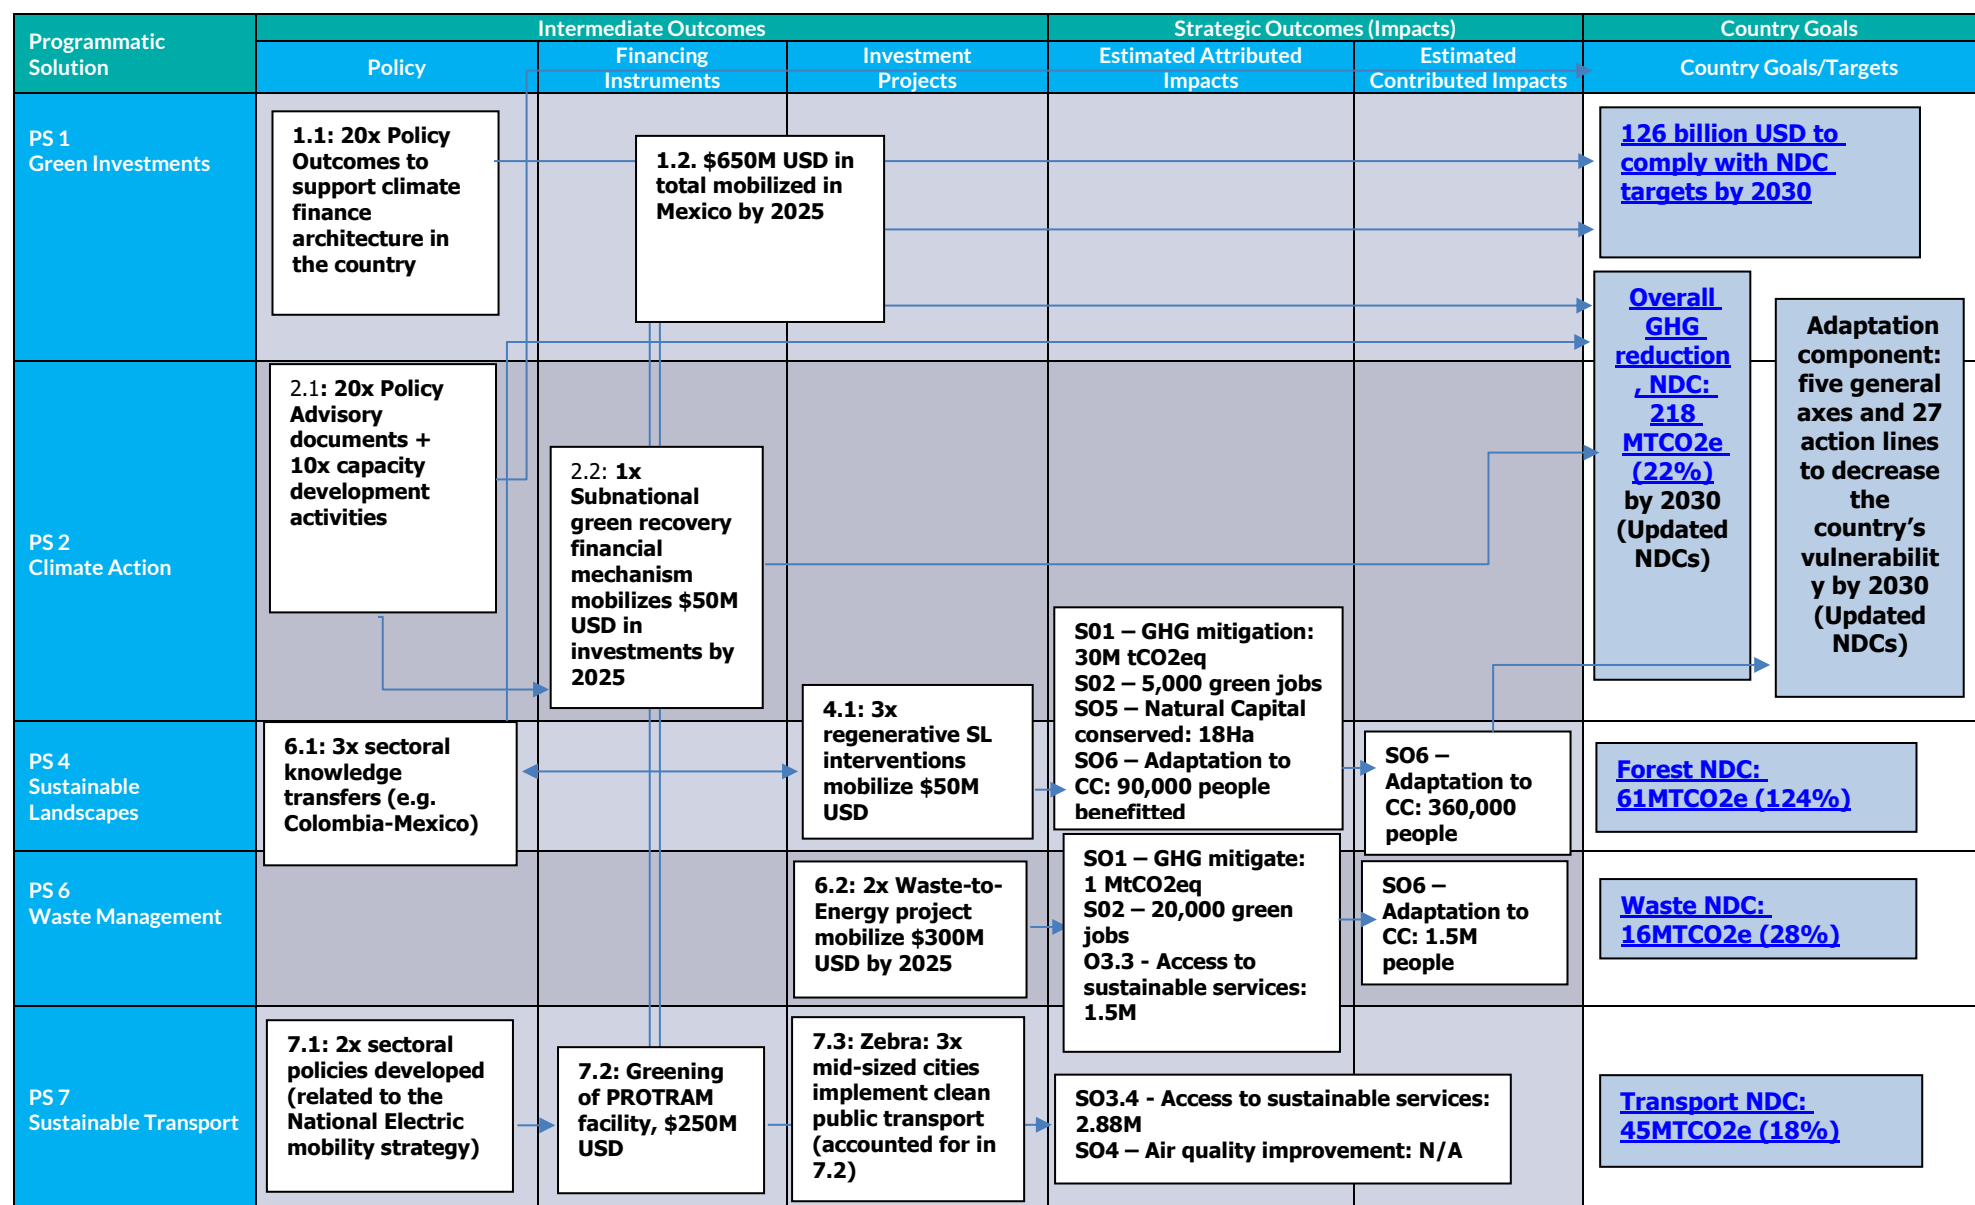 Programmatic
Solution
Intermediate Outcomes
Strategic Outcomes (Impacts)
Country Goals
Policy
Financing
Instruments
Investment
Projects
Estimated Attributed
Impacts
Estimated
Contributed Impacts
Country Goals/Targets
PS 1
Green Investments
1.1: 20x Policy
Outcomes to
support climate
finance
architecture in
the country
1.2. $650M USD in
total mobilized in
Mexico by 2025
126 billion USD to
comply with NDC
targets by 2030
Overall
GHG
reduction
, NDC:
218
MTCO2e
(22%)
by 2030
(Updated
NDCs)
Adaptation
component:
five general
axes and 27
action lines
to decrease
the
country’s
vulnerabilit
y by 2030
(Updated
NDCs)
PS 2
Climate Action
2.1: 20x Policy
Advisory
documents +
10x capacity
development
activities
2.2: 1x
Subnational
green recovery
financial
mechanism
mobilizes $50M
USD in
investments by
2025
PS 4
Sustainable
Landscapes
6.1: 3x sectoral
knowledge
transfers (e.g.
Colombia-Mexico)
4.1: 3x
regenerative SL
interventions
mobilize $50M
USD
S01 – GHG mitigation:
30M tCO2eq
S02 – 5,000 green jobs
SO5 – Natural Capital
conserved: 18Ha
SO6 – Adaptation to
CC: 90,000 people
benefitted
SO6 –
Adaptation to
CC: 360,000
people
Forest NDC:
61MTCO2e (124%)
PS 6
Waste Management
6.2: 2x Waste-to-
Energy project
mobilize $300M
USD by 2025
SO1 – GHG mitigate:
1 MtCO2eq
S02 – 20,000 green
jobs
O3.3 - Access to
sustainable services:
1.5M
SO6 –
Adaptation to
CC: 1.5M
people
Waste NDC:
16MTCO2e (28%)
PS 7
Sustainable Transport
7.1: 2x sectoral
policies developed
(related to the
National Electric
mobility strategy)
7.2: Greening
of PROTRAM
facility, $250M
USD
7.3: Zebra: 3x
mid-sized cities
implement clean
public transport
(accounted for in
7.2)
SO3.4 - Access to sustainable services:
2.88M
SO4 – Air quality improvement: N/A
Transport NDC:
45MTCO2e (18%)